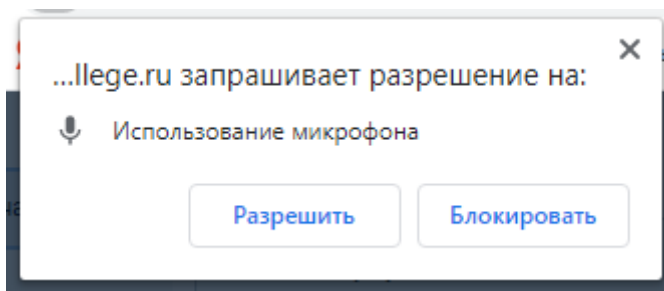 ...llege.ru запрашивает разрешение на:
Использование микрофона
Разрешить Блокировать